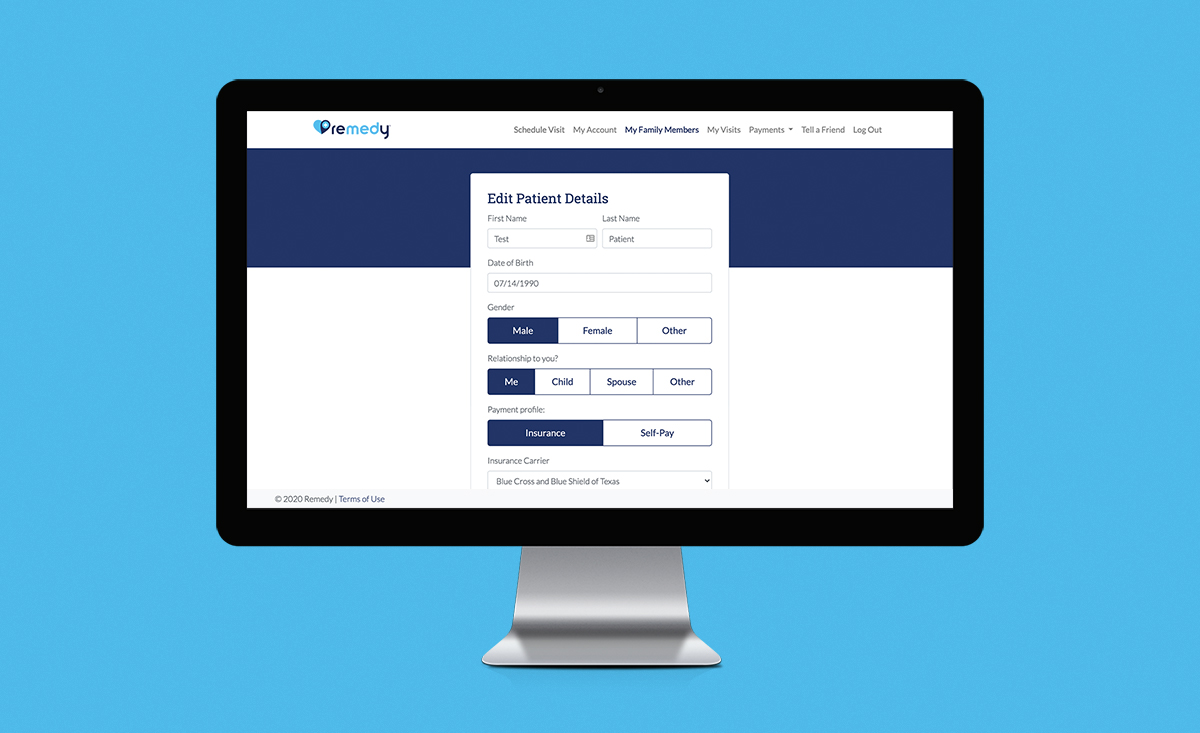 remedy
Schedule Visit My Account My Family Members My Visits Payments Tell a Friend Log Out
Edit Patient Details
First Name Last Name
Test Patient
Date of Birth
07/14/1990
Gender
Male Female Other
Relationship to you?
Me Child Spouse Other
Payment profile:
Insurance Self-Pay
Insurance Carrier
Blue Cross and Blue Shield of Texas
© 2020 Remedy | Terms of Use